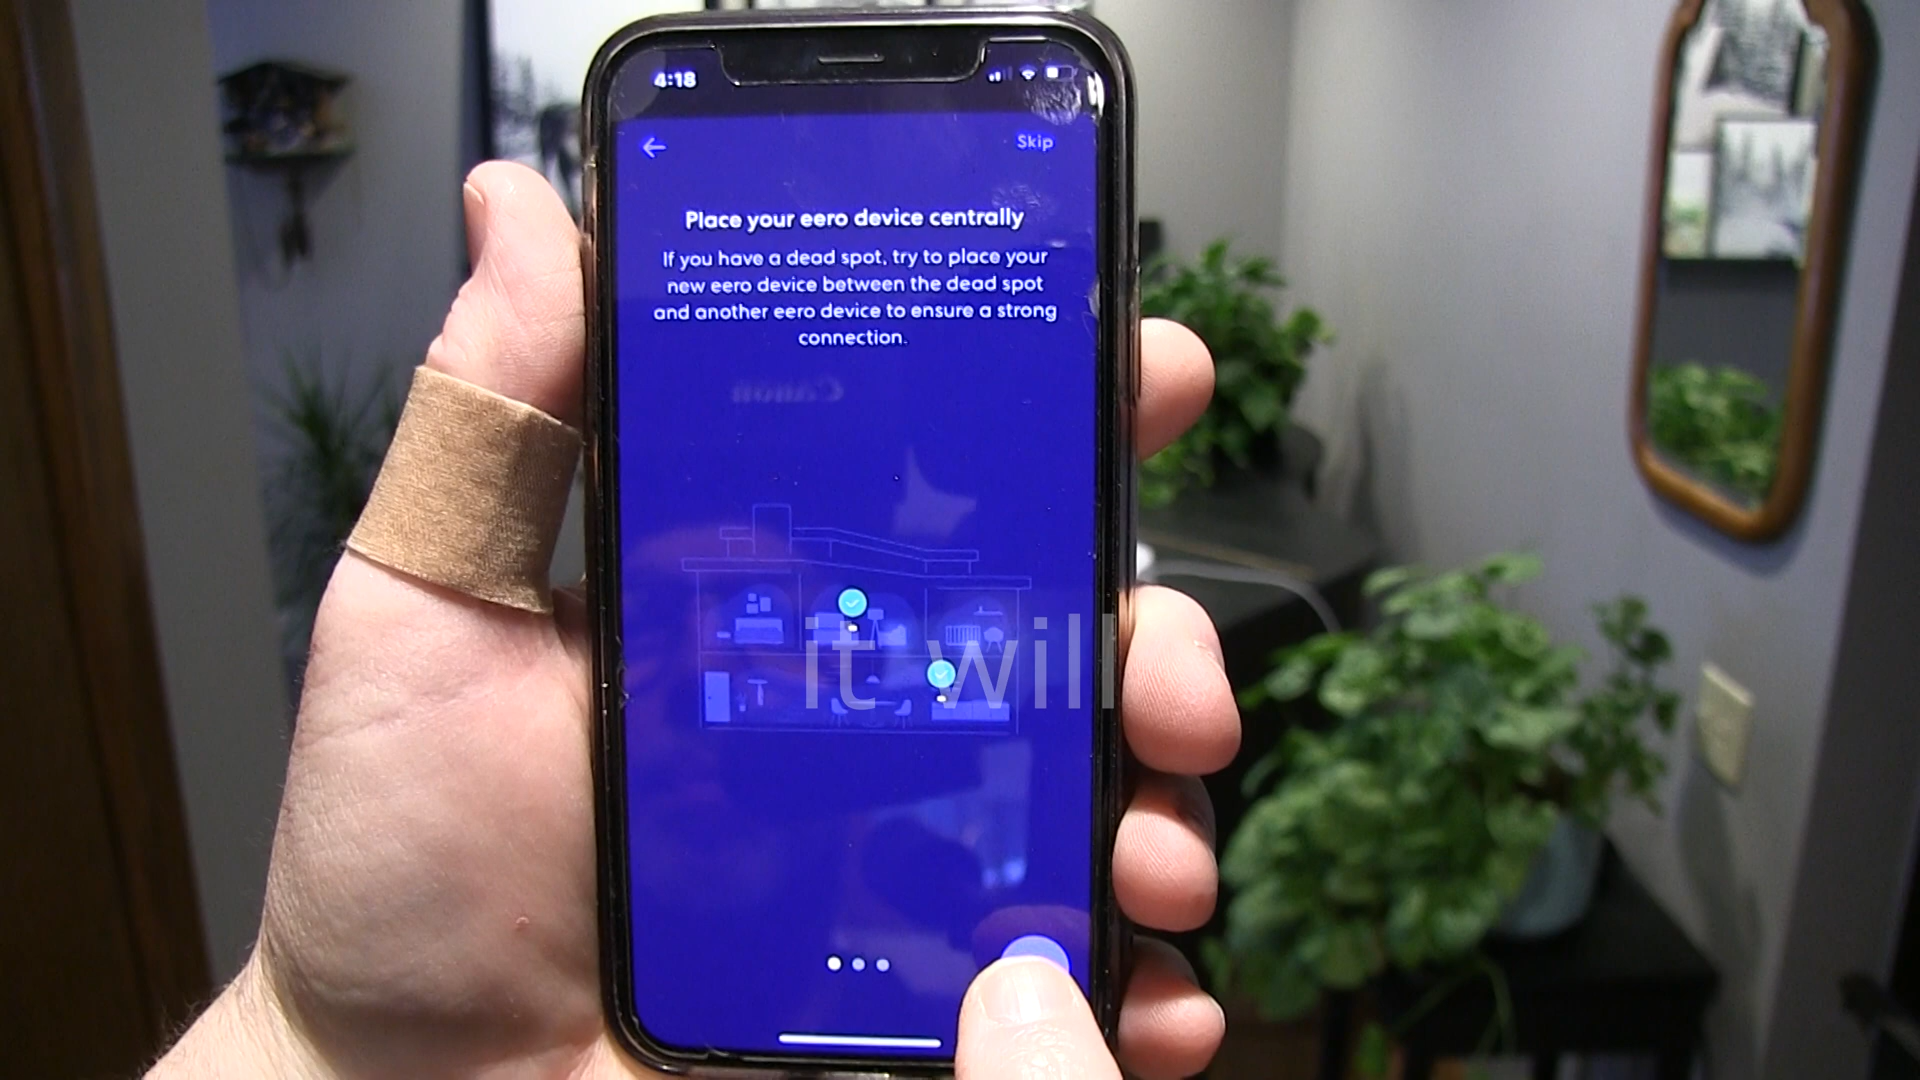 4:18
Skip
Place your eero device centrally
If you have a dead spot, try to place your
new eero device between the dead spot
and another eero device to ensure a strong
connection.
Canon
it will